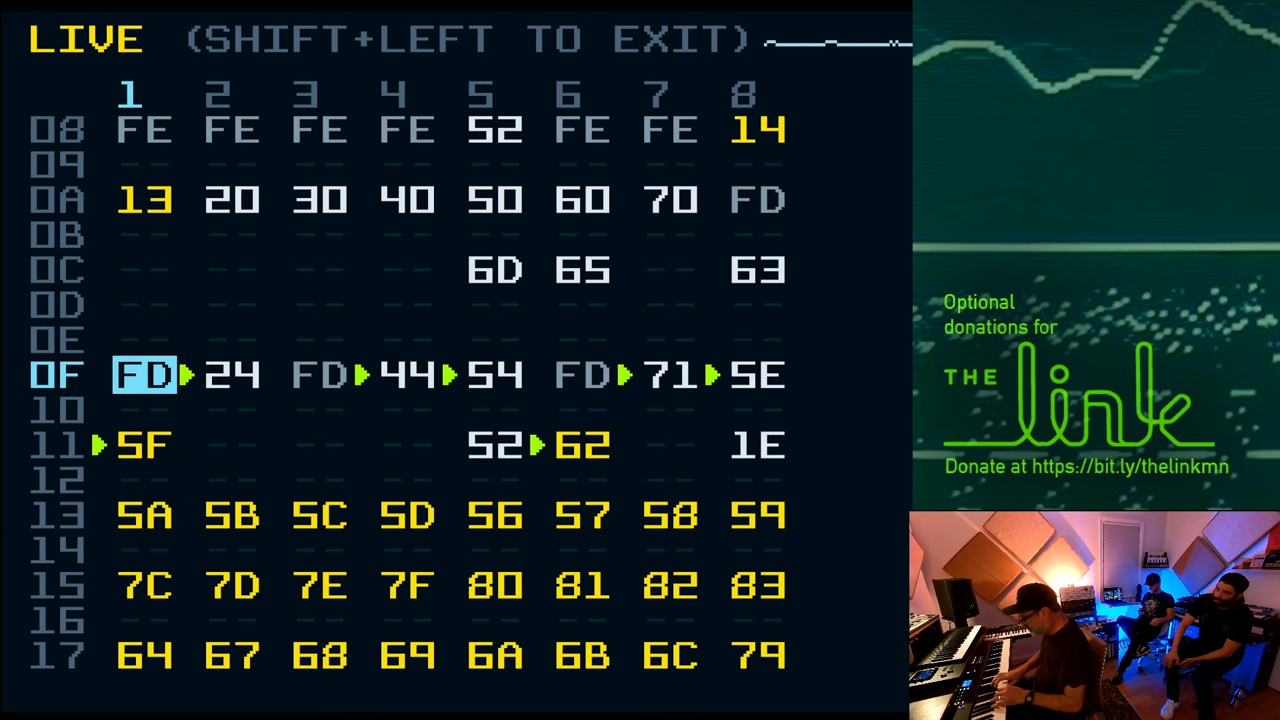 LIVE (SHIFT+LEFT TO EXIT)
1 2 3 4 5 6 7 8
08 FE FE FE FE 52 FE FE 14
09 -- -- -- -- -- -- -- --
0A 13 20 30 40 50 60 70 FD
0B -- -- -- -- -- -- -- --
0C -- -- -- -- 6D 65 -- 63
0D -- -- -- -- -- -- -- --
0E -- -- -- -- -- -- -- --
0F FD 24 FD 44 54 FD 71 5E
10 -- -- -- -- -- -- -- --
11 5F -- -- -- 52 62 -- 1E
12 -- -- -- -- -- -- -- --
13 5A 5B 5C 5D 56 57 58 59
14 -- -- -- -- -- -- -- --
15 7C 7D 7E 7F 80 81 82 83
16 -- -- -- -- -- -- -- --
17 64 67 68 69 6A 6B 6C 79
Optional
donations for
THE link
Donate at https://bit.ly/thelinkmn